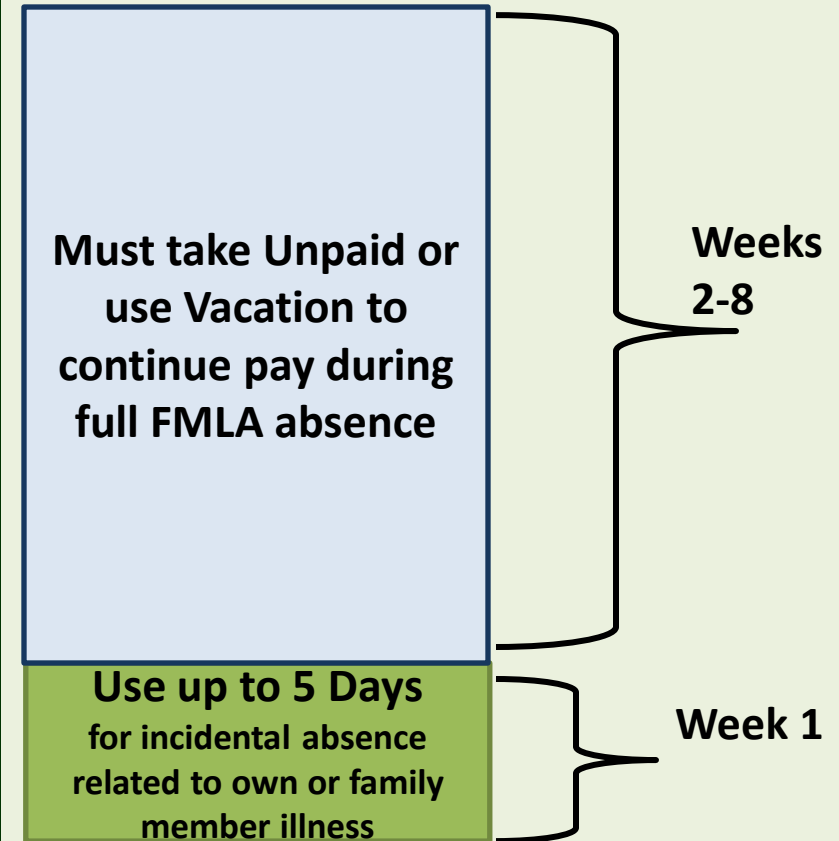 Must take Unpaid or
use Vacation to
continue pay during
full FMLA absence
Weeks
2-8
Use up to 5 Days
for incidental absence
related to own or family
member illness
Week 1